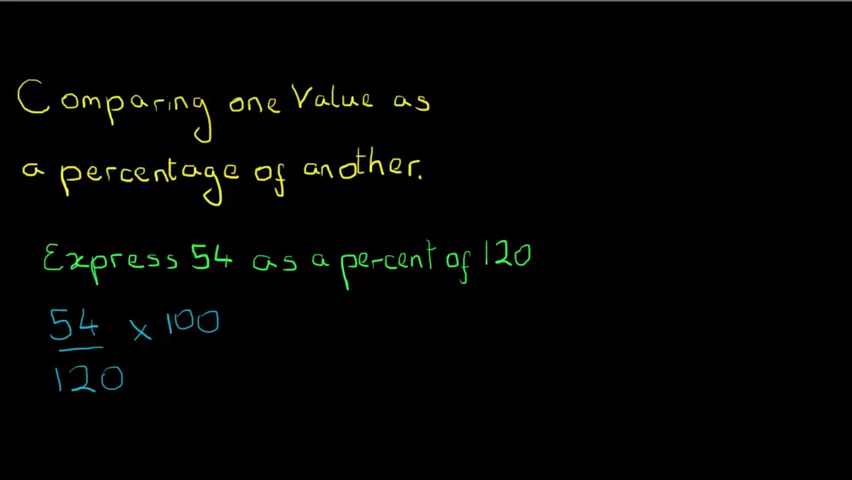 Comparing one Value as
a percentage of another.
Express 54 as a percent of 120
54 x 100
120